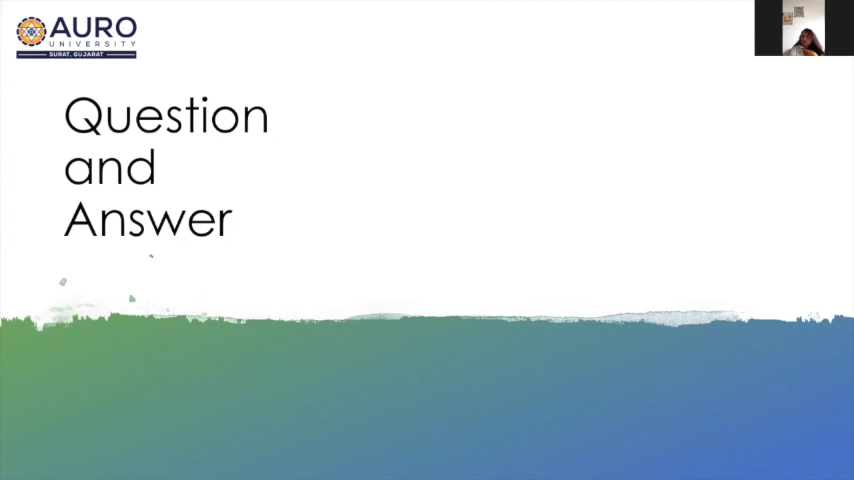 AURO
UNIVERSITY
SURAT, GUJARAT
Question
and
Answer